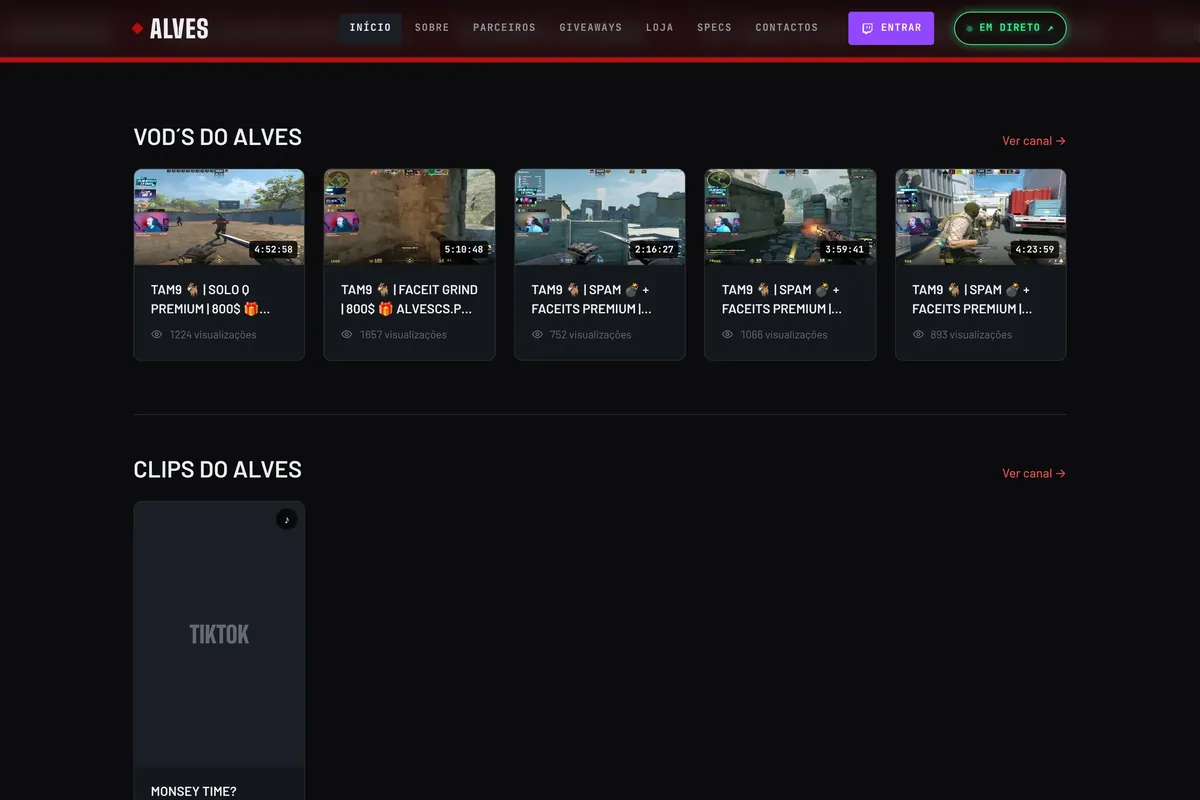 ALVES
INÍCIO
SOBRE
PARCEIROS
GIVEAWAYS
LOJA
SPECS
CONTACTOS
ENTRAR
EM DIRETO ↗
VOD´S DO ALVES
Ver canal →
4:52:58
5:10:48
2:16:27
3:59:41
4:23:59
TAM9 🐐 | SOLO Q
PREMIUM | 800$ 🎁...
1224 visualizações
TAM9 🐐 | FACEIT GRIND
| 800$ 🎁 ALVESCS.P...
1657 visualizações
TAM9 🐐 | SPAM 💣 +
FACEITS PREMIUM |...
752 visualizações
TAM9 🐐 | SPAM 💣 +
FACEITS PREMIUM |...
1066 visualizações
TAM9 🐐 | SPAM 💣 +
FACEITS PREMIUM |...
893 visualizações
CLIPS DO ALVES
Ver canal →
♪
TIKTOK
MONSEY TIME?